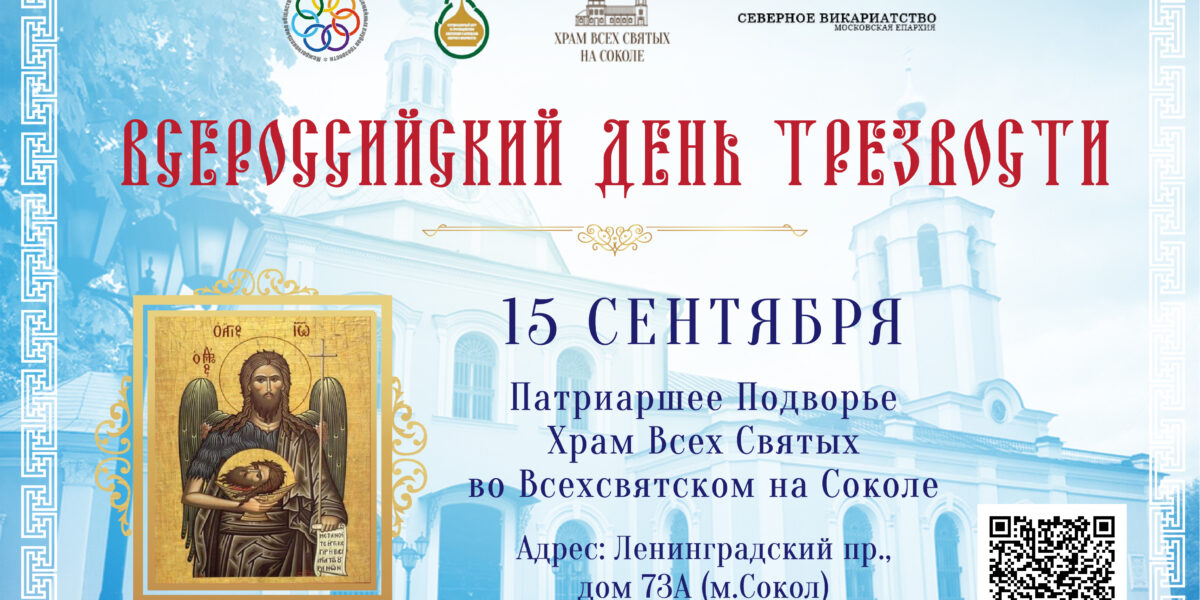 ХРАМ ВСЕХ СВЯТЫХ
НА СОКОЛЕ
СЕВЕРНОЕ ВИКАРИАТСТВО
МОСКОВСКАЯ ЕПАРХИЯ
ВСЕРОССИЙСКИЙ ДЕНЬ ТРЕЗВОСТИ
15 СЕНТЯБРЯ
Патриаршее Подворье
Храм Всех Святых
во Всехсвятском на Соколе
Адрес: Ленинградский пр.,
дом 73А (м.Сокол)